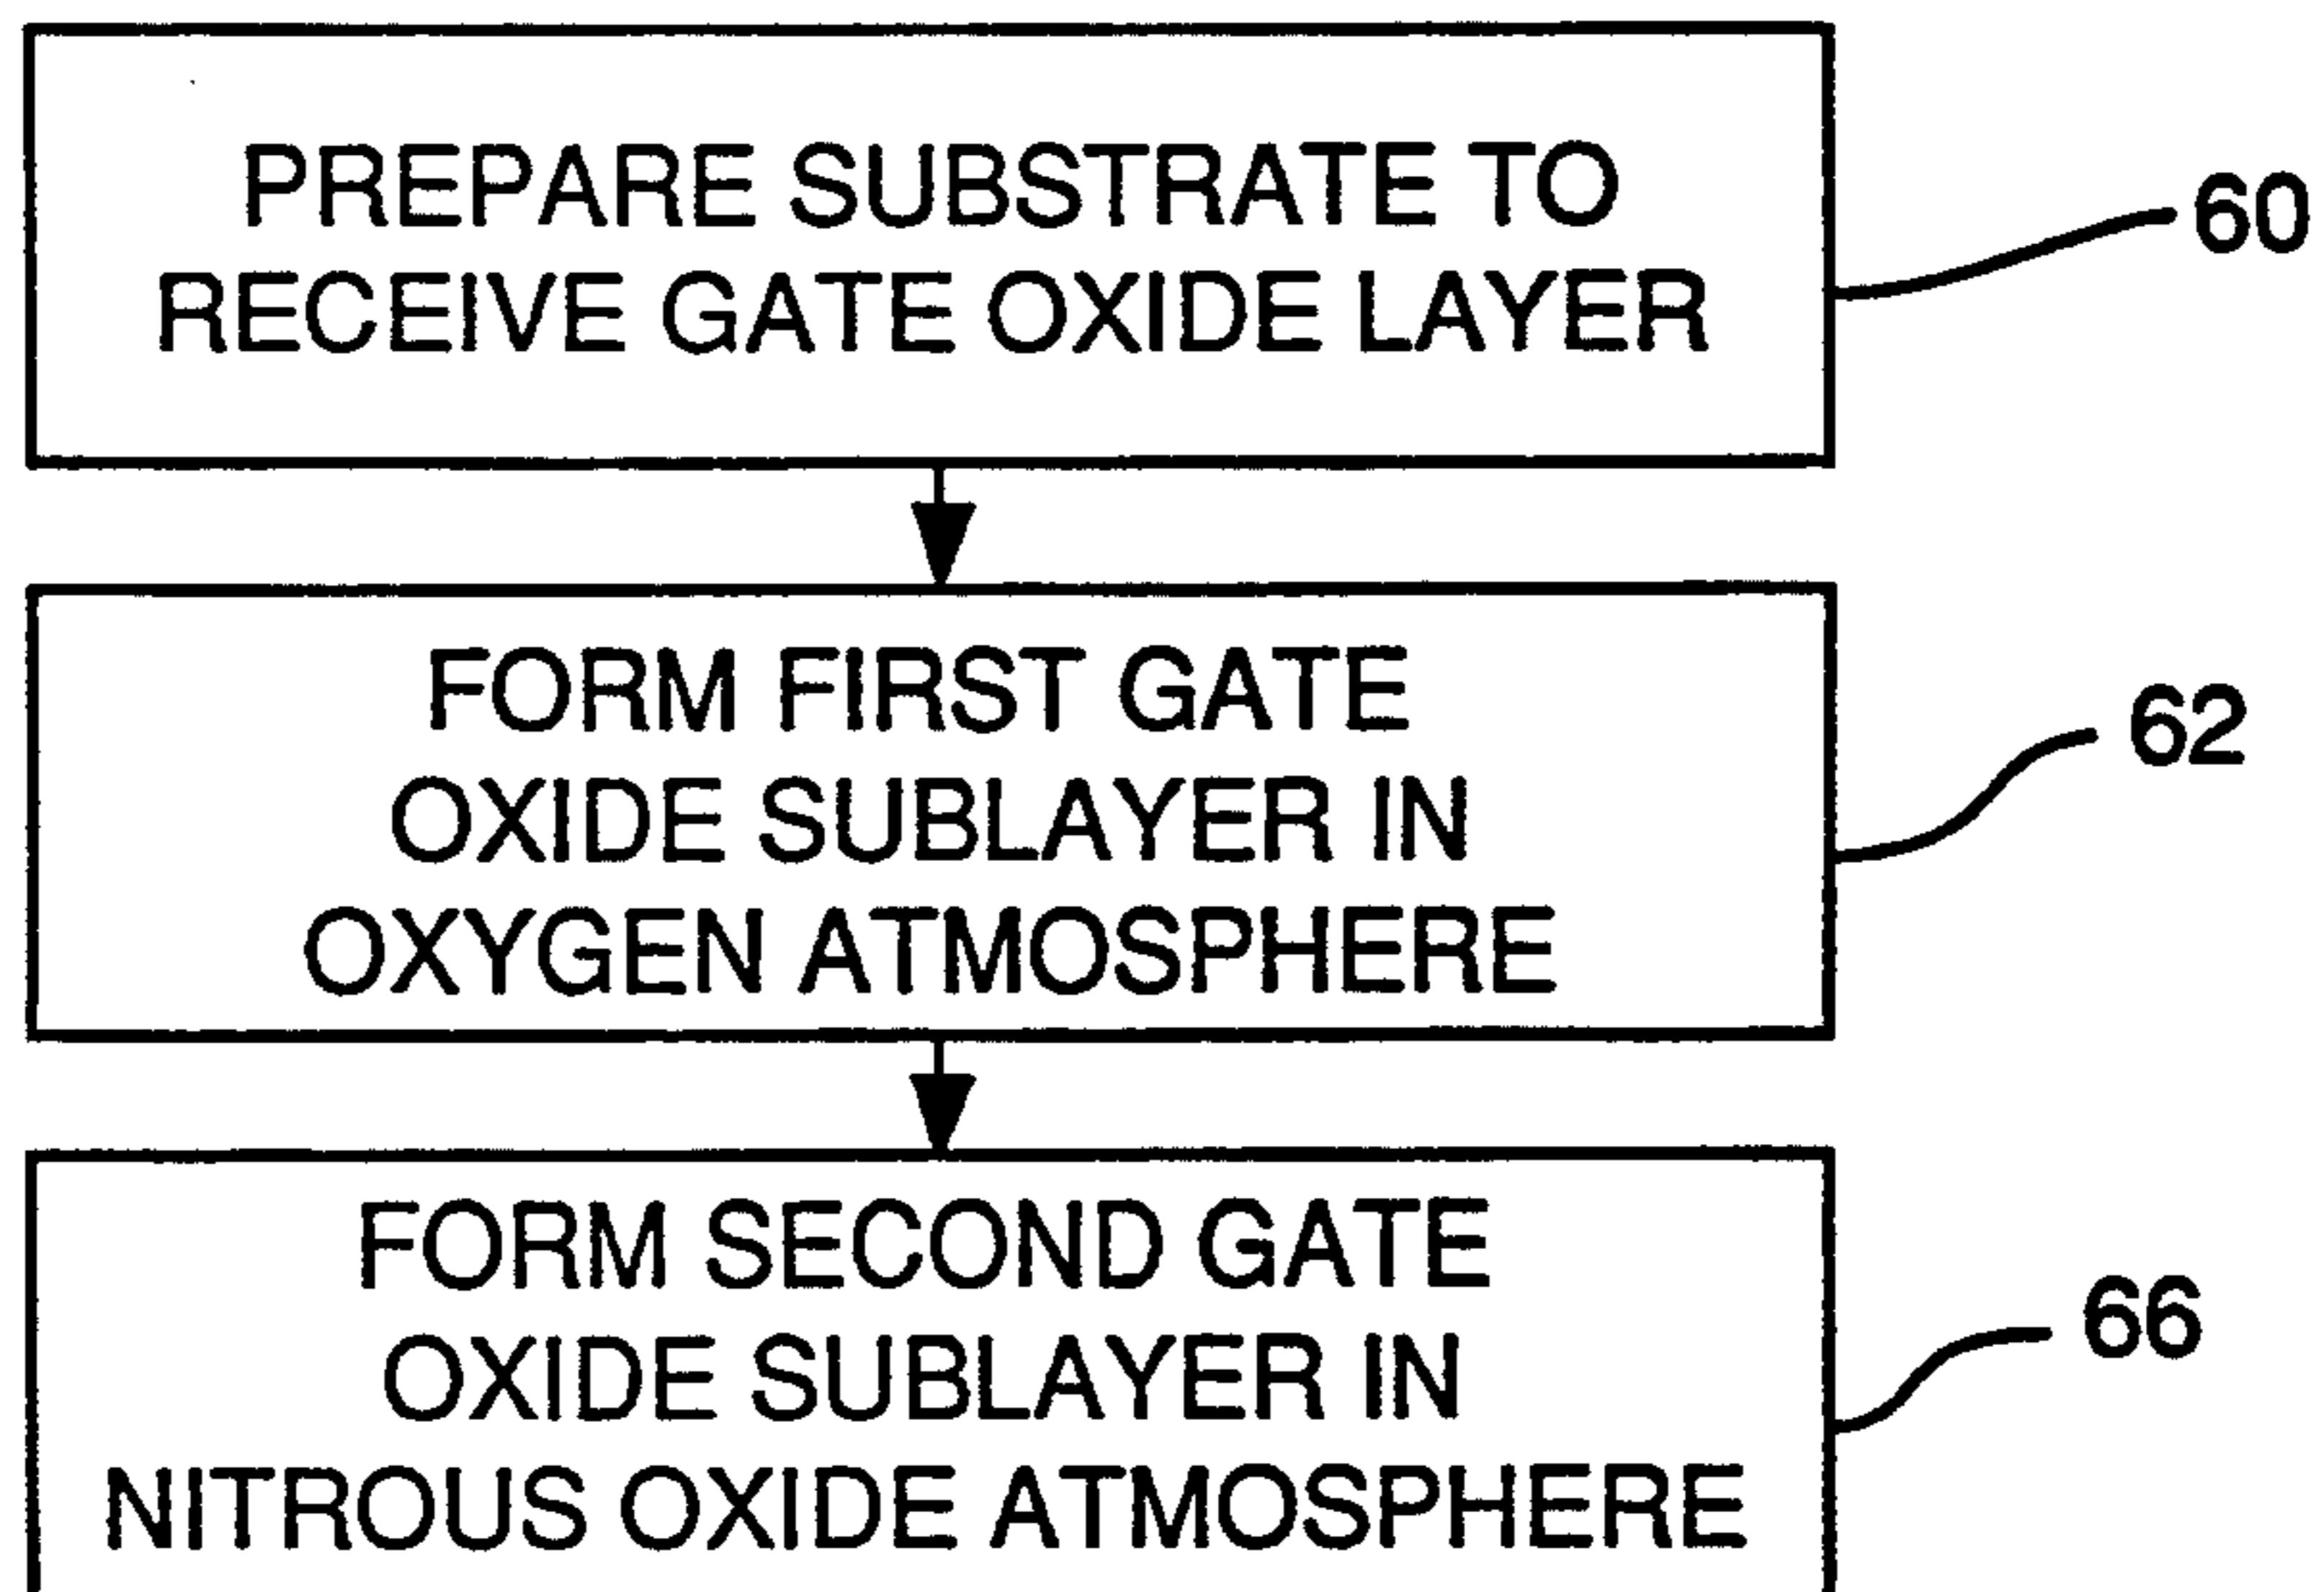 PREPARE SUBSTRATE TO
RECEIVE GATE OXIDE LAYER
60
FORM FIRST GATE
OXIDE SUBLAYER IN
OXYGEN ATMOSPHERE
62
FORM SECOND GATE
OXIDE SUBLAYER IN
NITROUS OXIDE ATMOSPHERE
66